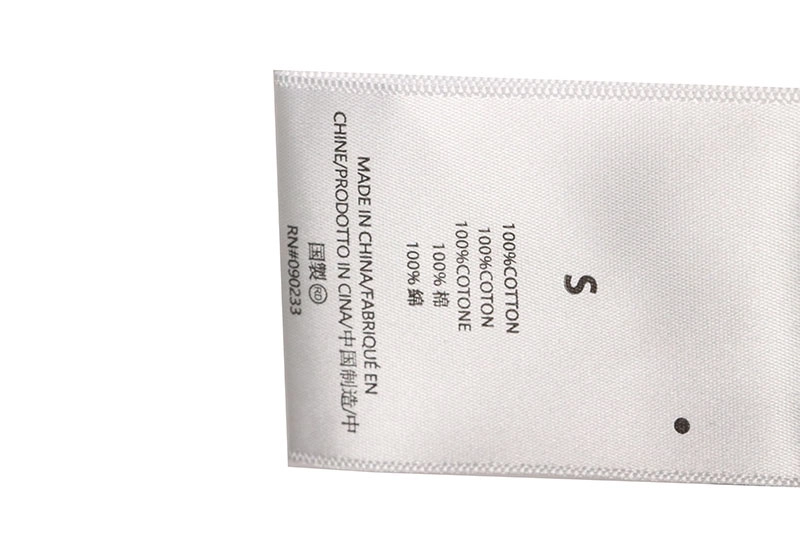 S
100%COTTON
100%COTON
100%COTONE
100% 棉
100% 綿
MADE IN CHINA/FABRIQUÉ EN
CHINE/PRODOTTO IN CINA/中国制造/中
国製 RD
RN#090233